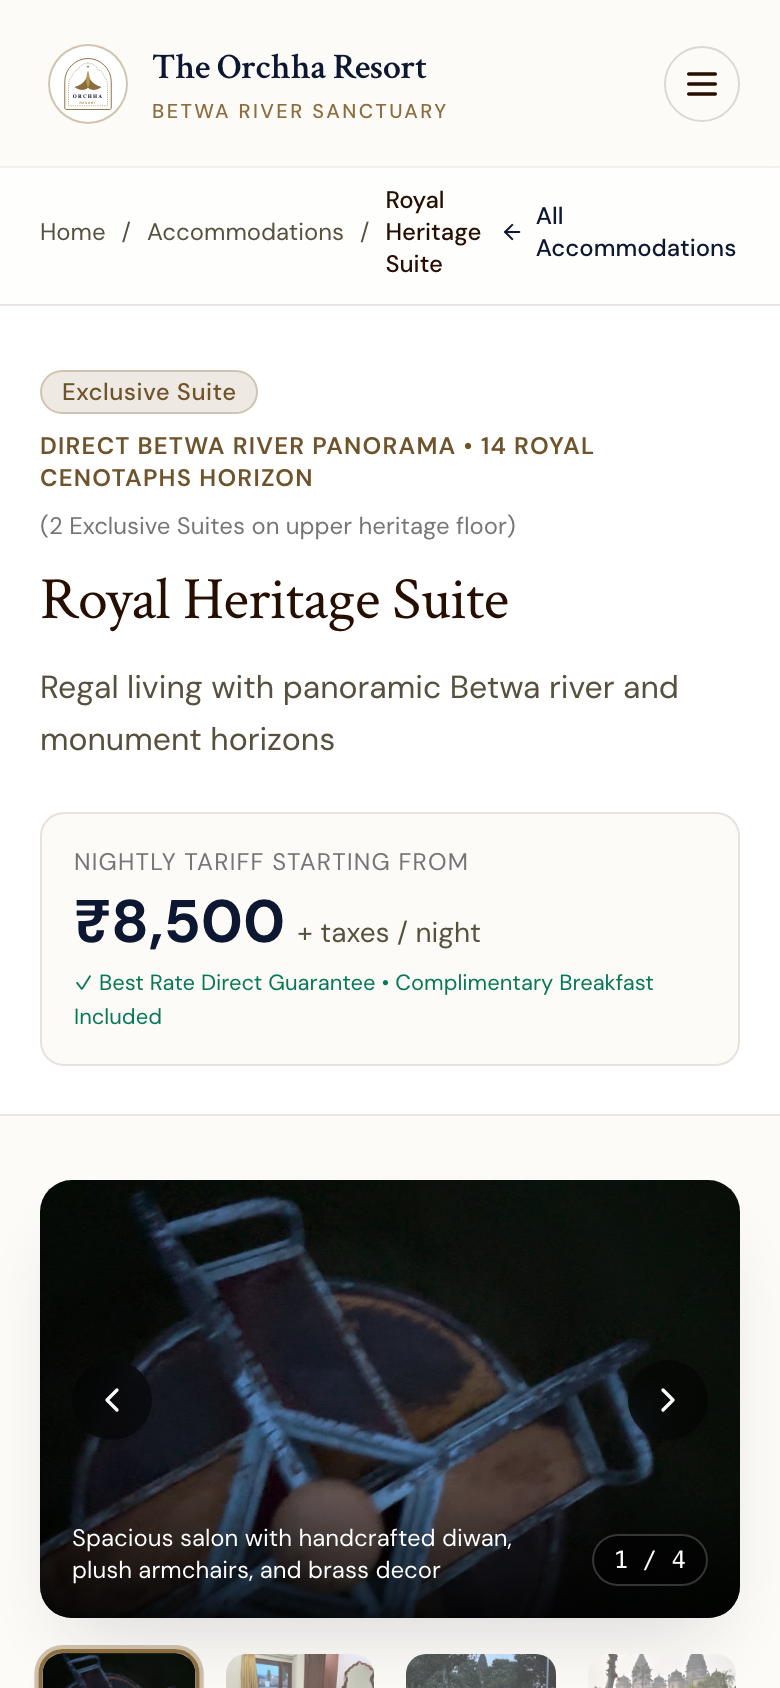 ORCHHA
RESORT
The Orchha Resort
BETWA RIVER SANCTUARY
Home / Accommodations / Royal Heritage Suite
← All Accommodations
Exclusive Suite
DIRECT BETWA RIVER PANORAMA • 14 ROYAL
CENOTAPHS HORIZON
(2 Exclusive Suites on upper heritage floor)
Royal Heritage Suite
Regal living with panoramic Betwa river and
monument horizons
NIGHTLY TARIFF STARTING FROM
₹8,500 + taxes / night
✓ Best Rate Direct Guarantee • Complimentary Breakfast
Included
Spacious salon with handcrafted diwan,
plush armchairs, and brass decor
1 / 4